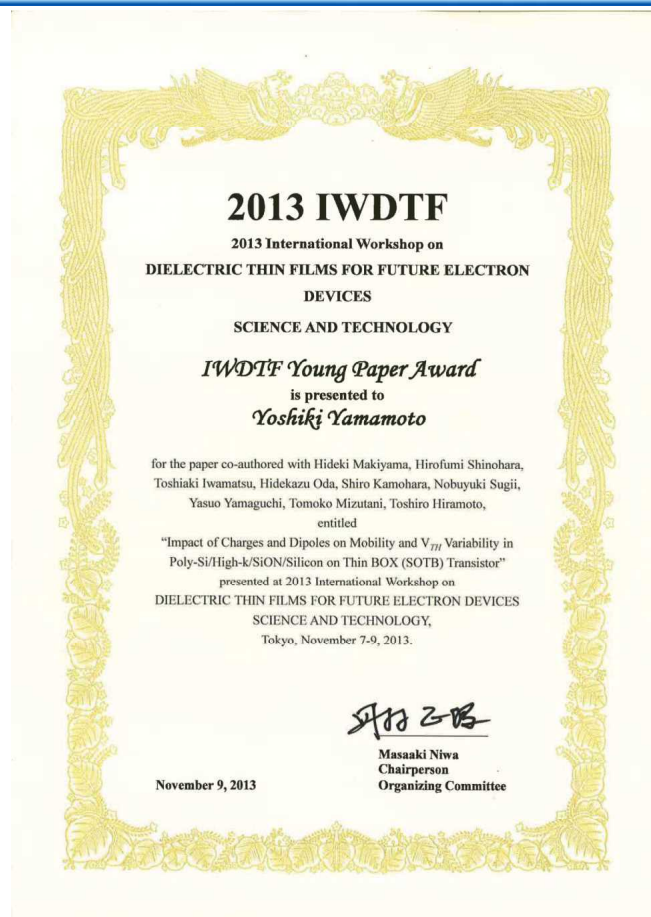 2013 IWDTF
2013 International Workshop on
DIELECTRIC THIN FILMS FOR FUTURE ELECTRON
DEVICES
SCIENCE AND TECHNOLOGY
IWDTF Young Paper Award
is presented to
Yoshiki Yamamoto
for the paper co-authored with Hideki Makiyama, Hirofumi Shinohara,
Toshiaki Iwamatsu, Hidekazu Oda, Shiro Kamohara, Nobuyuki Sugii,
Yasuo Yamaguchi, Tomoko Mizutani, Toshiro Hiramoto,
entitled
“Impact of Charges and Dipoles on Mobility and VTH Variability in
Poly-Si/High-k/SiON/Silicon on Thin BOX (SOTB) Transistor”
presented at 2013 International Workshop on
DIELECTRIC THIN FILMS FOR FUTURE ELECTRON DEVICES
SCIENCE AND TECHNOLOGY,
Tokyo, November 7-9, 2013.
Masaaki Niwa
Chairperson
November 9, 2013 Organizing Committee